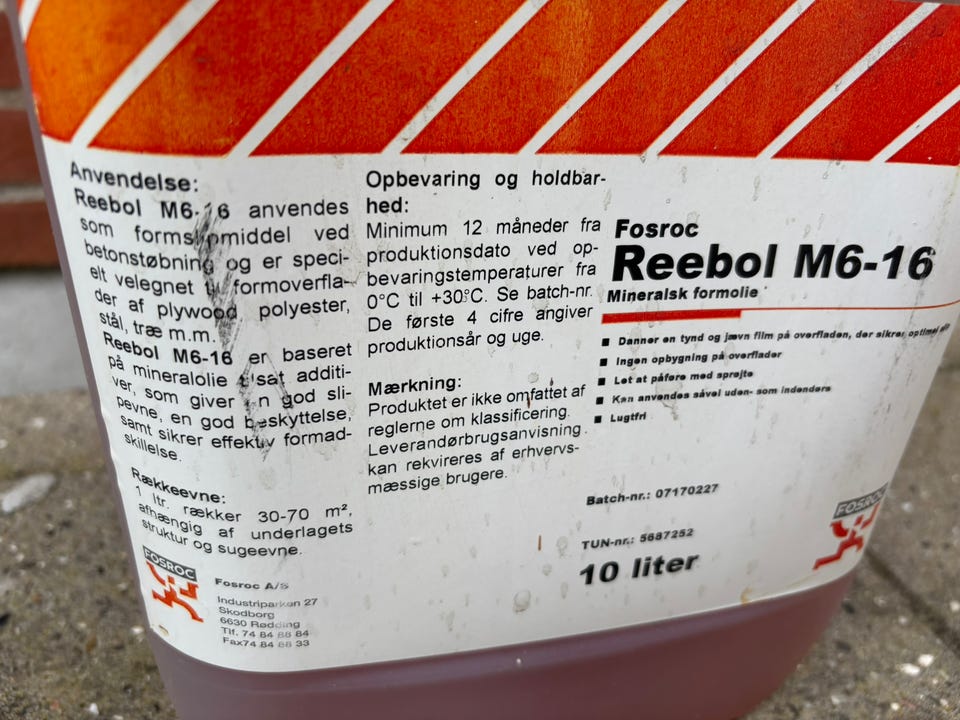 Anvendelse:
Reebol M6-16 anvendes
som formslipmiddel ved
betonstøbning og er speci-
elt velegnet til formoverfla-
der af plywood, polyester,
stål, træ m.m.
Reebol M6-16 er baseret
på mineralolie tilsat additi-
ver, som giver en god sli-
pevne, en god beskyttelse,
samt sikrer effektiv formad-
skillelse.
Rækkeevne:
1 ltr. rækker 30-70 m²,
afhængig af underlagets
struktur og sugeevne.
FOSROC
Fosroc A/S
Industriparken 27
Skodborg
6630 Rødding
Tlf. 74 84 88 84
Fax74 84 88 33
Opbevaring og holdbar-
hed:
Minimum 12 måneder fra
produktionsdato ved op-
bevaringstemperaturer fra
0°C til +30°C. Se batch-nr.
De første 4 cifre angiver
produktionsår og uge.
Mærkning:
Produktet er ikke omfattet af
reglerne om klassificering.
Leverandørbrugsanvisning
kan rekvireres af erhvervs-
mæssige brugere.
Fosroc
Reebol M6-16
Mineralsk formolie
Danner en tynd og jævn film på overfladen, der sikrer optimal
Ingen opbygning på overflader
Let at påføre med sprøjte
Kan anvendes såvel uden- som indendørs
Lugtfri
Batch-nr.: 07170227
TUN-nr.: 5687252
10 liter
FOSROC